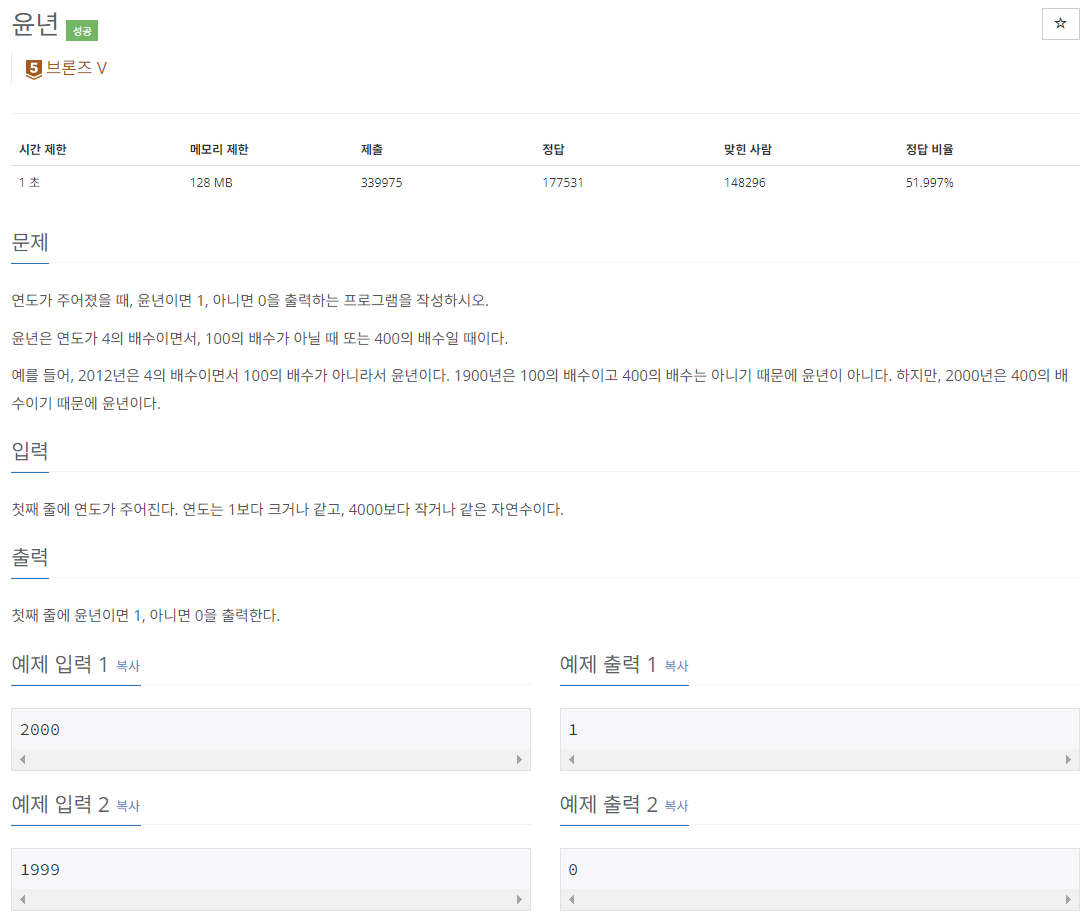 윤년 성공
☆
5 브론즈 V
시간 제한 메모리 제한 제출 정답 맞힌 사람 정답 비율
1 초 128 MB 339975 177531 148296 51.997%
문제
연도가 주어졌을 때, 윤년이면 1, 아니면 0을 출력하는 프로그램을 작성하시오.
윤년은 연도가 4의 배수이면서, 100의 배수가 아닐 때 또는 400의 배수일 때이다.
예를 들어, 2012년은 4의 배수이면서 100의 배수가 아니라서 윤년이다. 1900년은 100의 배수이고 400의 배수는 아니기 때문에 윤년이 아니다. 하지만, 2000년은 400의 배
수이기 때문에 윤년이다.
입력
첫째 줄에 연도가 주어진다. 연도는 1보다 크거나 같고, 4000보다 작거나 같은 자연수이다.
출력
첫째 줄에 윤년이면 1, 아니면 0을 출력한다.
예제 입력 1 복사
2000
예제 출력 1 복사
1
예제 입력 2 복사
1999
예제 출력 2 복사
0